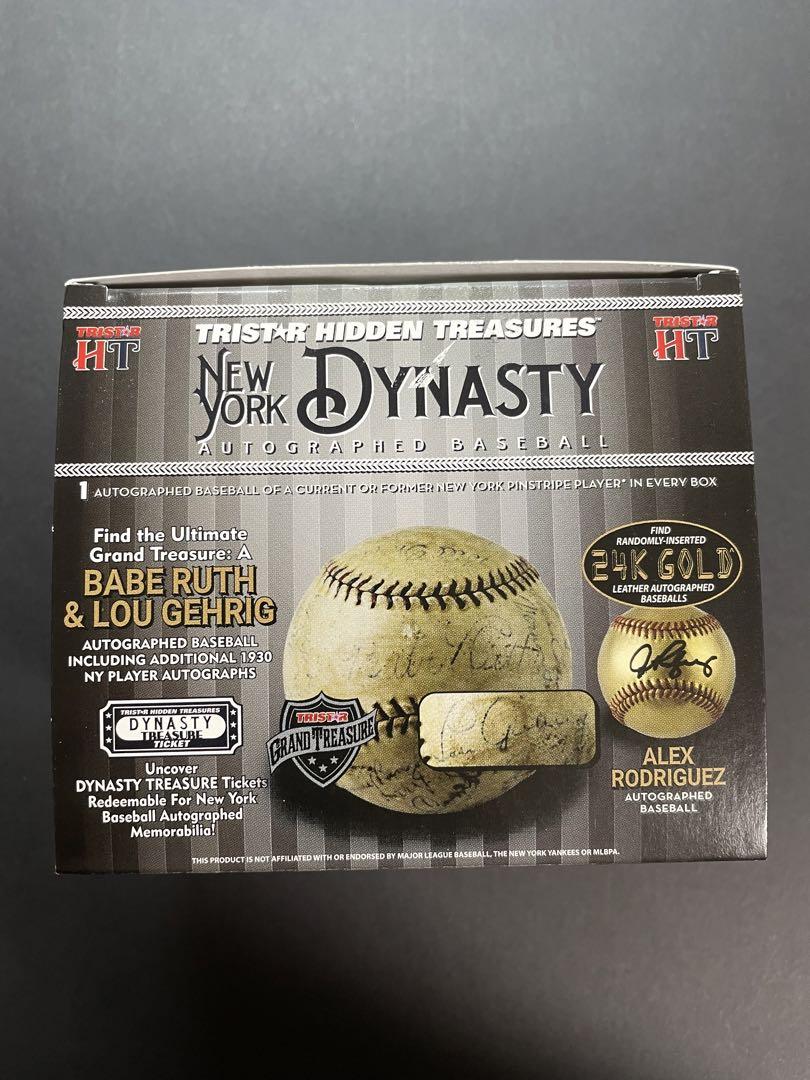 TRISTAR
HT
TRISTAR HIDDEN TREASURES™
TRISTAR
HT
NEW YORK DYNASTY
AUTOGRAPHED BASEBALL
1 AUTOGRAPHED BASEBALL OF A CURRENT OR FORMER NEW YORK PINSTRIPE PLAYER* IN EVERY BOX
Find the Ultimate
Grand Treasure: A
BABE RUTH
& LOU GEHRIG
AUTOGRAPHED BASEBALL
INCLUDING ADDITIONAL 1930
NY PLAYER AUTOGRAPHS
TRISTAR HIDDEN TREASURES
DYNASTY
TREASURE
TICKET
Uncover
DYNASTY TREASURE Tickets
Redeemable For New York
Baseball Autographed
Memorabilia!
TRISTAR
GRAND TREASURE
FIND
RANDOMLY-INSERTED
24K GOLD
LEATHER AUTOGRAPHED
BASEBALLS
ALEX
RODRIGUEZ
AUTOGRAPHED
BASEBALL
THIS PRODUCT IS NOT AFFILIATED WITH OR ENDORSED BY MAJOR LEAGUE BASEBALL, THE NEW YORK YANKEES OR MLBPA.